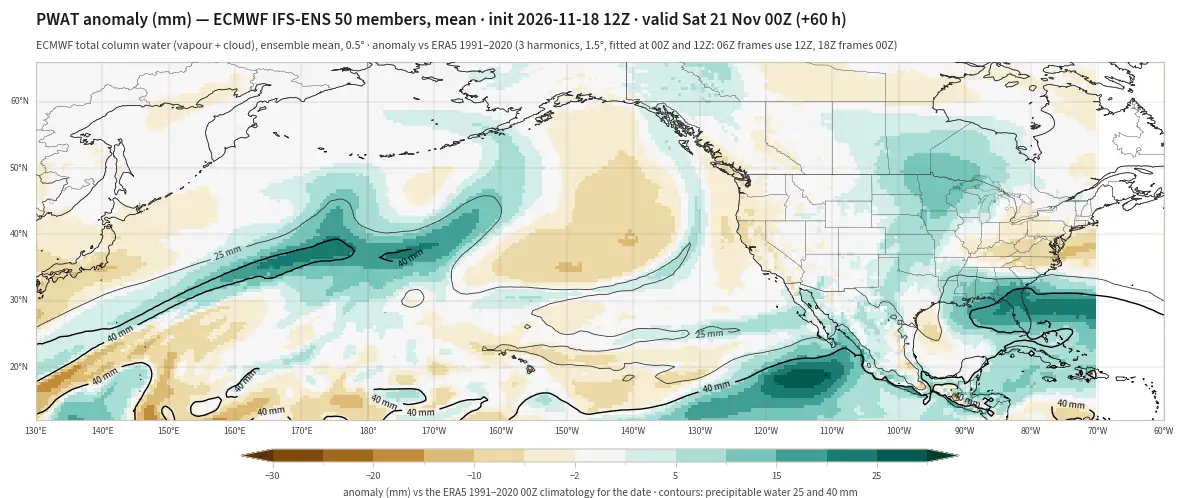 PWAT anomaly (mm) — ECMWF IFS-ENS 50 members, mean · init 2026-11-18 12Z · valid Sat 21 Nov 00Z (+60 h)
ECMWF total column water (vapour + cloud), ensemble mean, 0.5° · anomaly vs ERA5 1991–2020 (3 harmonics, 1.5°, fitted at 00Z and 12Z: 06Z frames use 12Z, 18Z frames 00Z)
60°N
50°N
40°N
25 mm
40 mm
30°N
40 mm
25 mm
20°N
40 mm
40 mm
40 mm
40 mm
40 mm
40 mm
40 mm
40 mm
130°E 140°E 150°E 160°E 170°E 180° 170°W 160°W 150°W 140°W 130°W 120°W 110°W 100°W 90°W 80°W 70°W 60°W
−30 −20 −10 −2 5 15 25
anomaly (mm) vs the ERA5 1991–2020 00Z climatology for the date · contours: precipitable water 25 and 40 mm